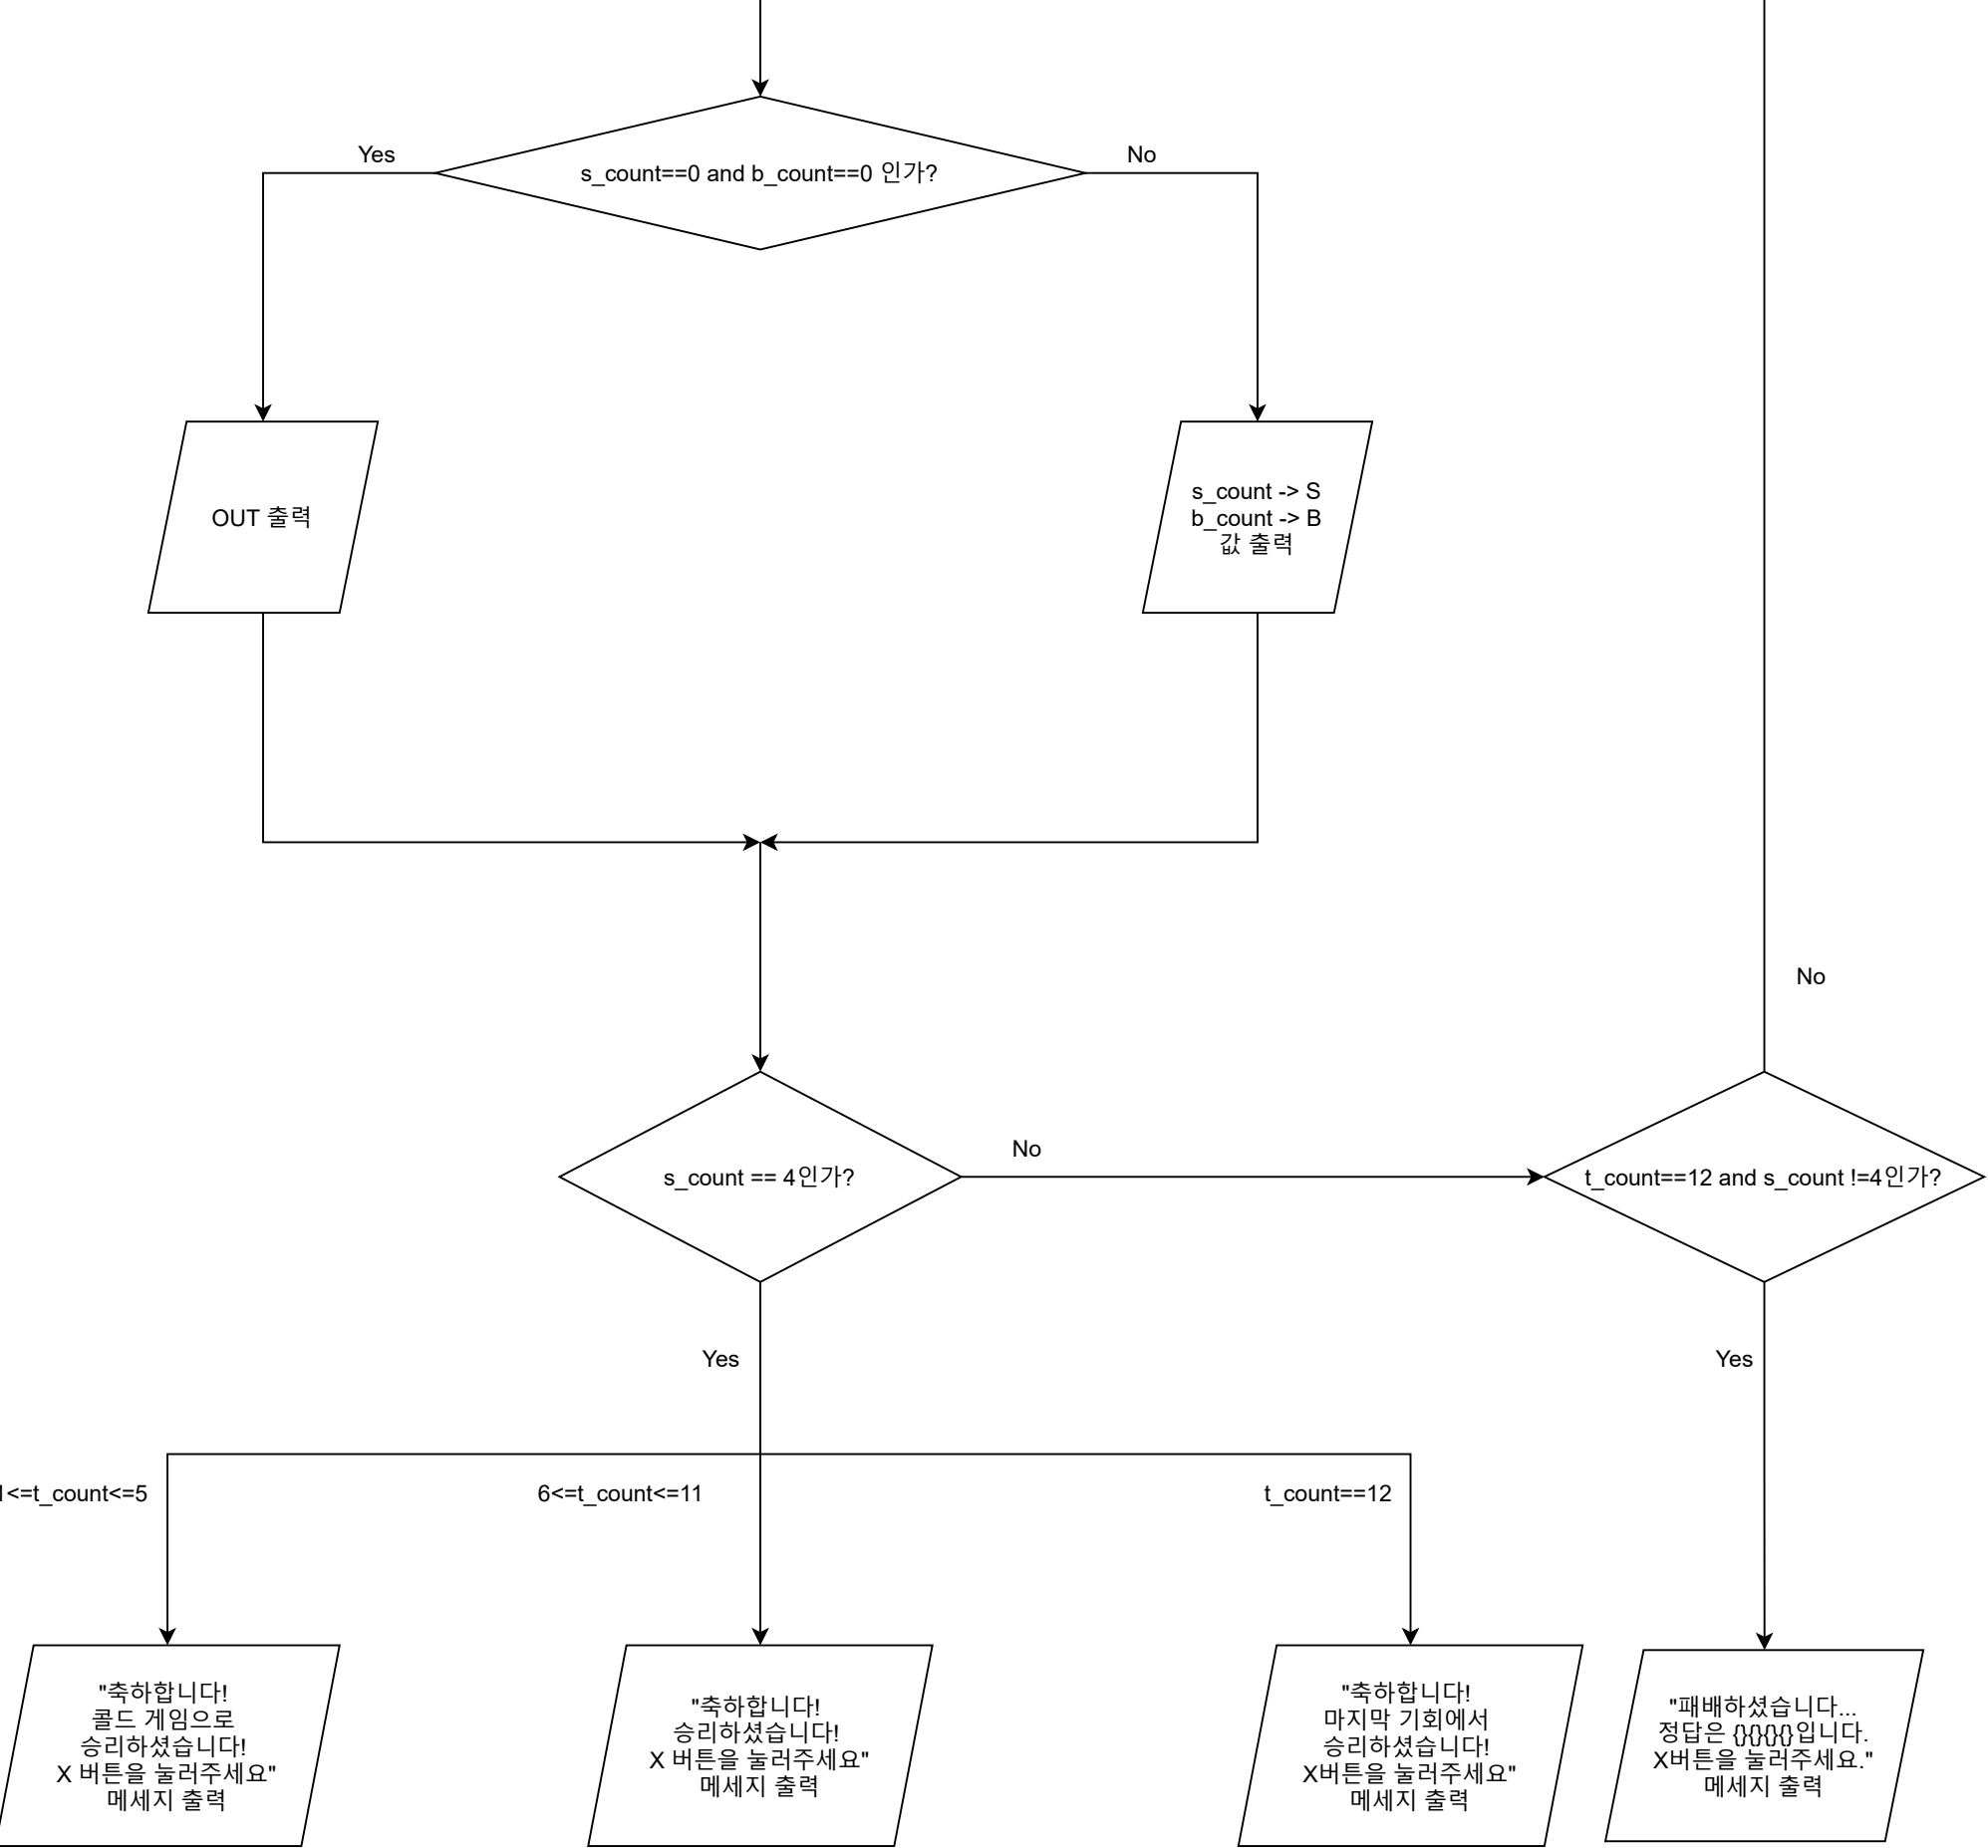 Yes
No
s_count==0 and b_count==0 인가?
OUT 출력
s_count -> S
b_count -> B
값 출력
No
s_count == 4인가?
No
t_count==12 and s_count !=4인가?
Yes
Yes
1<=t_count<=5
6<=t_count<=11
t_count==12
"축하합니다!
콜드 게임으로
승리하셨습니다!
X 버튼을 눌러주세요"
메세지 출력
"축하합니다!
승리하셨습니다!
X 버튼을 눌러주세요"
메세지 출력
"축하합니다!
마지막 기회에서
승리하셨습니다!
X버튼을 눌러주세요"
메세지 출력
"패배하셨습니다...
정답은 {}{}{}{}입니다.
X버튼을 눌러주세요."
메세지 출력